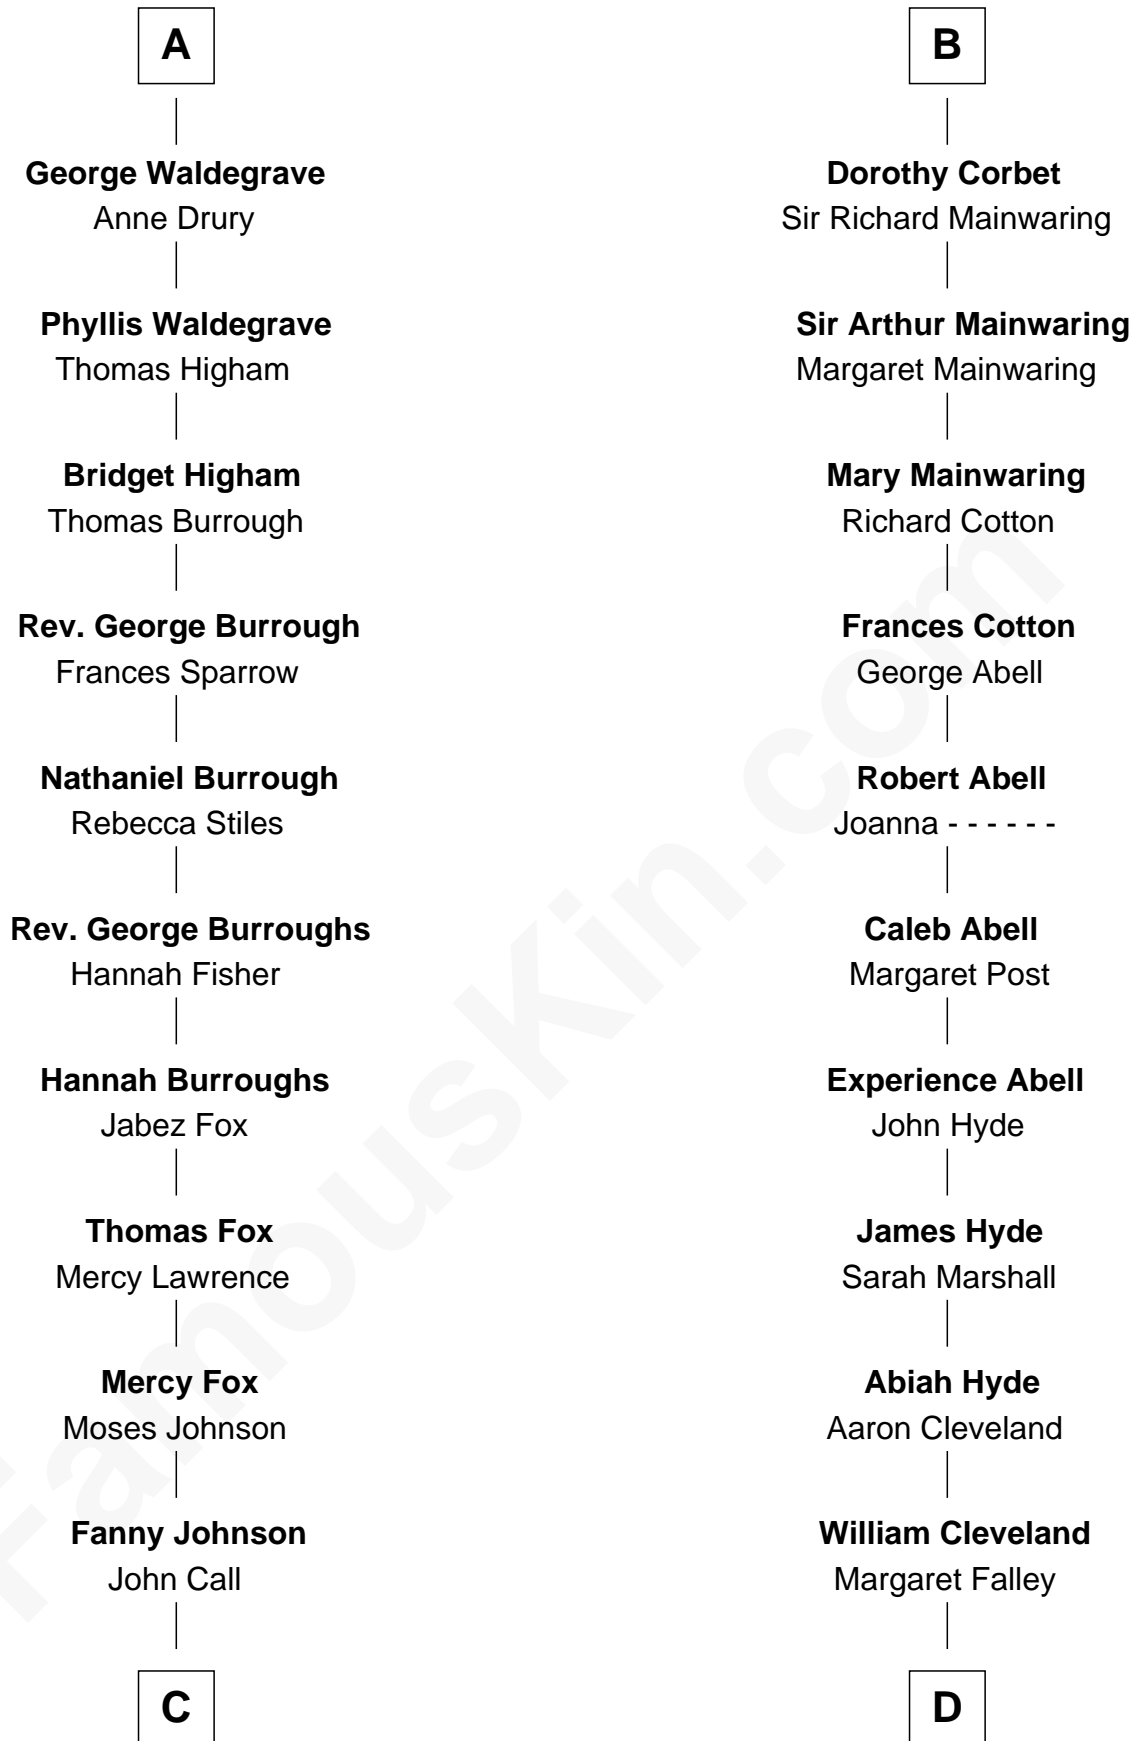 A
George Waldegrave
Anne Drury
Phyllis Waldegrave
Thomas Higham
Bridget Higham
Thomas Burrough
Rev. George Burrough
Frances Sparrow
Nathaniel Burrough
Rebecca Stiles
Rev. George Burroughs
Hannah Fisher
Hannah Burroughs
Jabez Fox
Thomas Fox
Mercy Lawrence
Mercy Fox
Moses Johnson
Fanny Johnson
John Call
C
B
Dorothy Corbet
Sir Richard Mainwaring
Sir Arthur Mainwaring
Margaret Mainwaring
Mary Mainwaring
Richard Cotton
Frances Cotton
George Abell
Robert Abell
Joanna - - - - - -
Caleb Abell
Margaret Post
Experience Abell
John Hyde
James Hyde
Sarah Marshall
Abiah Hyde
Aaron Cleveland
William Cleveland
Margaret Falley
D
FamousKin.com